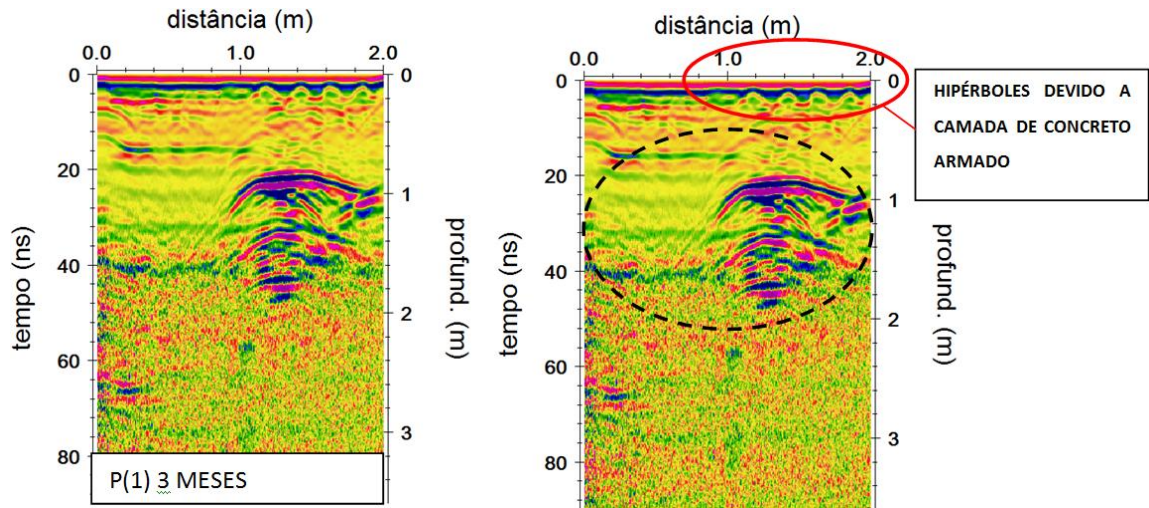 distância (m)
0.0 1.0 2.0
0
20
40
60
80
tempo (ns)
0
1
2
3
profund. (m)
P(1) 3 MESES
distância (m)
0.0 1.0 2.0
0
20
40
60
80
tempo (ns)
0
1
2
3
profund. (m)
HIPÉRBOLES DEVIDO A
CAMADA DE CONCRETO
ARMADO